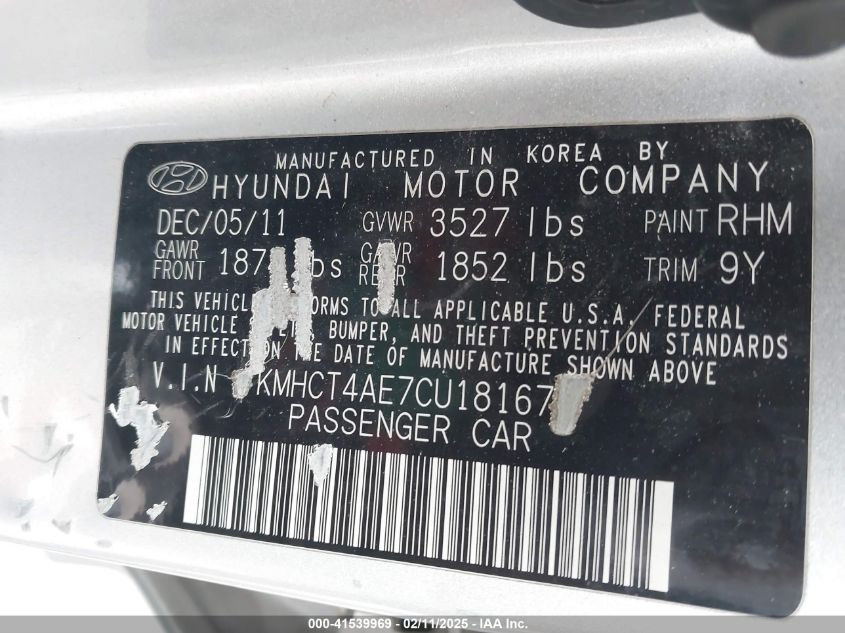 MANUFACTURED IN KOREA BY
HYUNDAI MOTOR COMPANY
DEC/05/11 GVWR 3527 lbs PAINT RHM
GAWR FRONT lbs REAR 1852 lbs TRIM 9Y
THIS VEHICLE TO ALL APPLICABLE U.S.A. FEDERAL
MOTOR VEHICLE BUMPER, AND THEFT PREVENTION STANDARDS
IN EFFECT THE DATE OF MANUFACTURE SHOWN ABOVE
V.I.N KMHCT4AE7CU18167
PASSENGER CAR
000-41539969 - 02/11/2025 - IAA Inc.